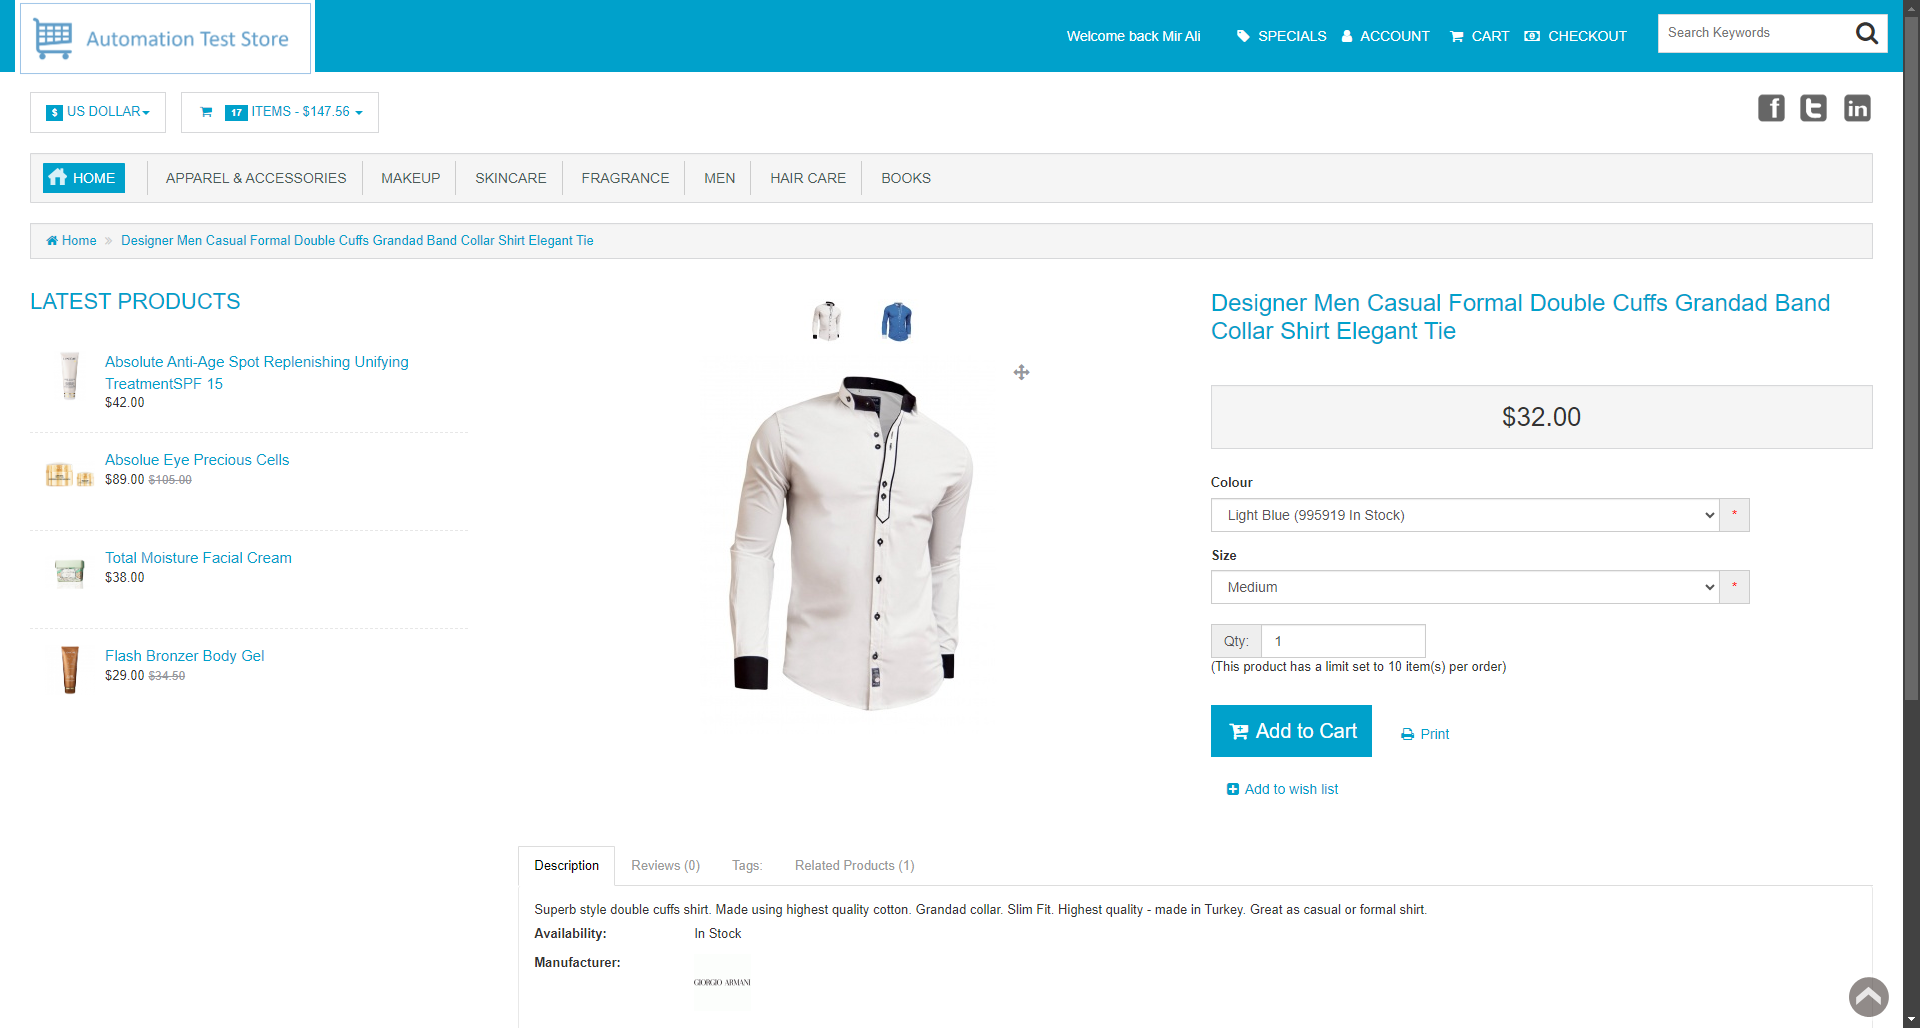 Automation Test Store
Welcome back Mir Ali
SPECIALS
ACCOUNT
CART
CHECKOUT
Search Keywords
$ US DOLLAR
17 ITEMS - $147.56
HOME
APPAREL & ACCESSORIES
MAKEUP
SKINCARE
FRAGRANCE
MEN
HAIR CARE
BOOKS
Home » Designer Men Casual Formal Double Cuffs Grandad Band Collar Shirt Elegant Tie
LATEST PRODUCTS
Absolute Anti-Age Spot Replenishing Unifying
TreatmentSPF 15
$42.00
Absolue Eye Precious Cells
$89.00 $105.00
Total Moisture Facial Cream
$38.00
Flash Bronzer Body Gel
$29.00 $34.50
Designer Men Casual Formal Double Cuffs Grandad Band
Collar Shirt Elegant Tie
$32.00
Colour
Light Blue (995919 In Stock) *
Size
Medium *
Qty: 1
(This product has a limit set to 10 item(s) per order)
Add to Cart
Print
Add to wish list
Description
Reviews (0)
Tags:
Related Products (1)
Superb style double cuffs shirt. Made using highest quality cotton. Grandad collar. Slim Fit. Highest quality - made in Turkey. Great as casual or formal shirt.
Availability: In Stock
Manufacturer:
GIORGIO ARMANI